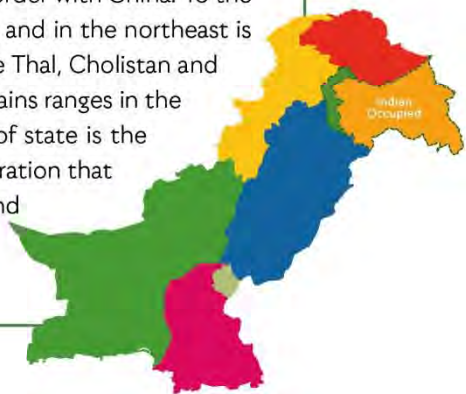 order with China. To the
and in the northeast is
e Thal, Cholistan and
ains ranges in the
of state is the
ration that
nd
Indian
Occupied